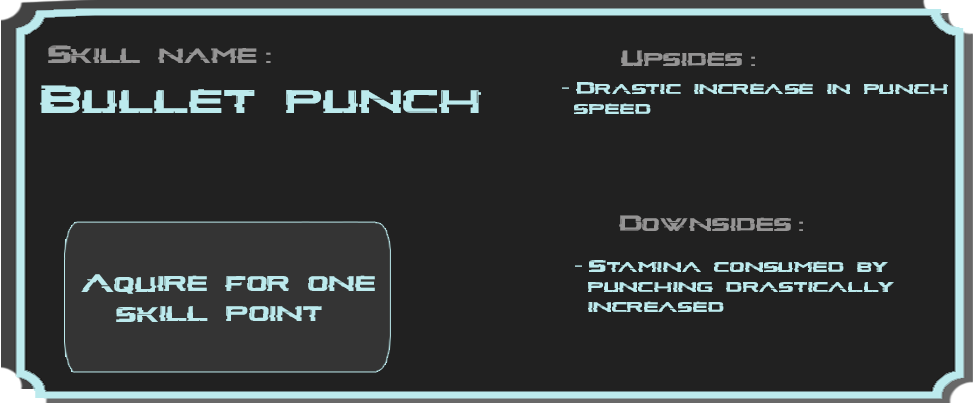 Skill name:
Bullet punch
Aquire for one
skill point
Upsides:
- Drastic increase in punch
speed
Downsides:
- Stamina consumed by
punching drastically
increased